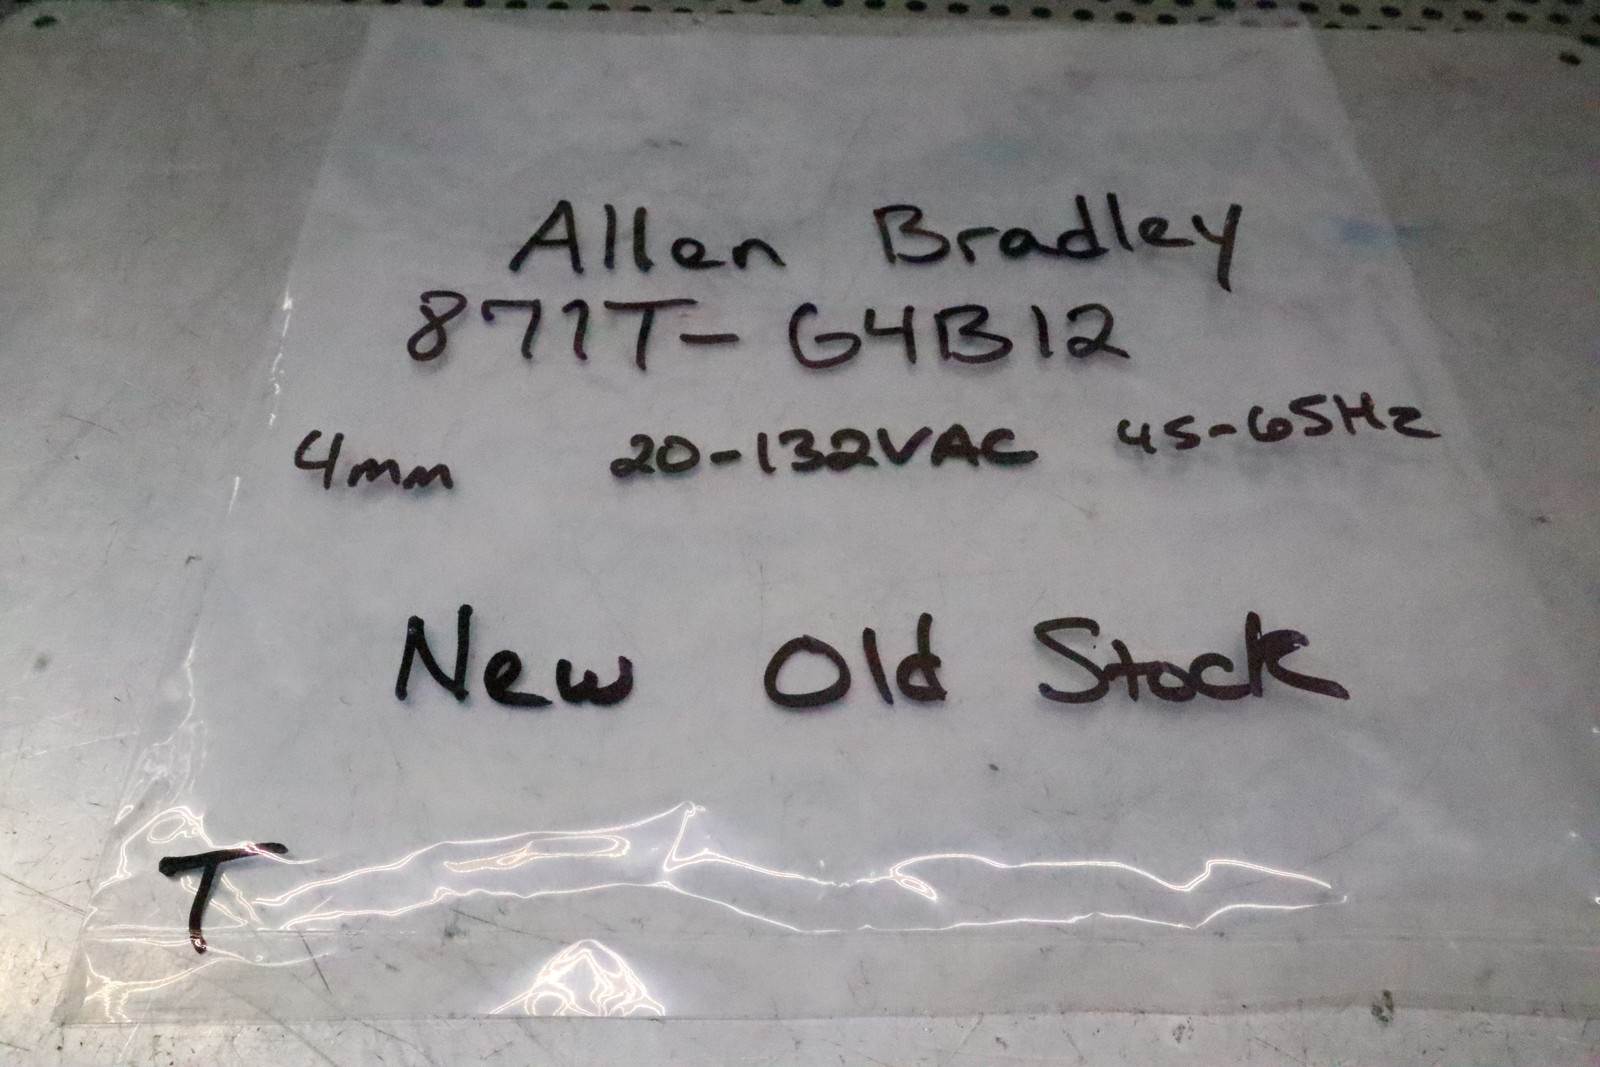 Allen Bradley
871T-G4B12
4mm 20-132VAC 45-65Hz
New Old Stock
T